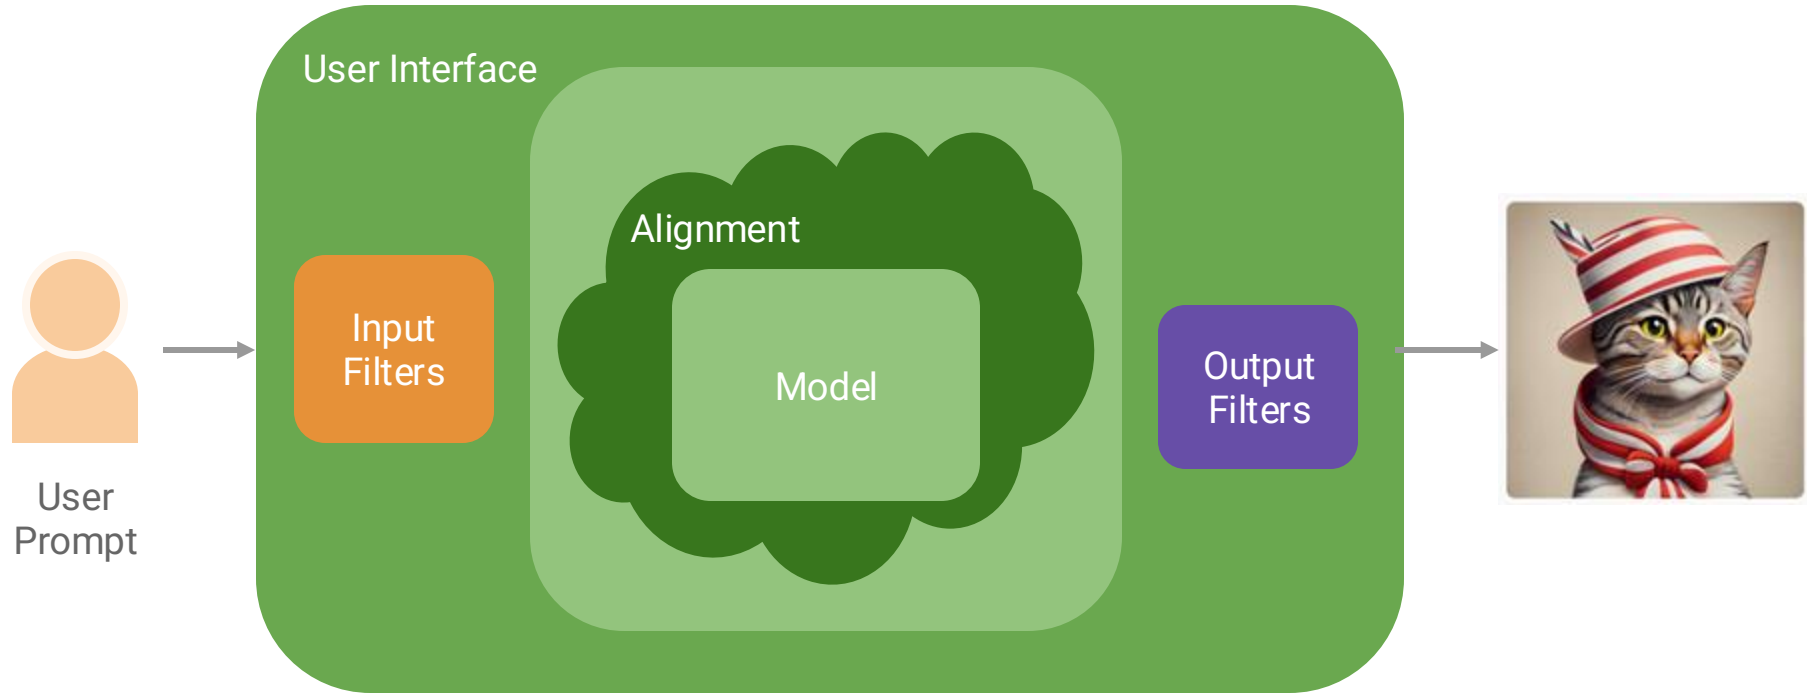 User Interface
Alignment
Input
Filters
Model
Output
Filters
User
Prompt